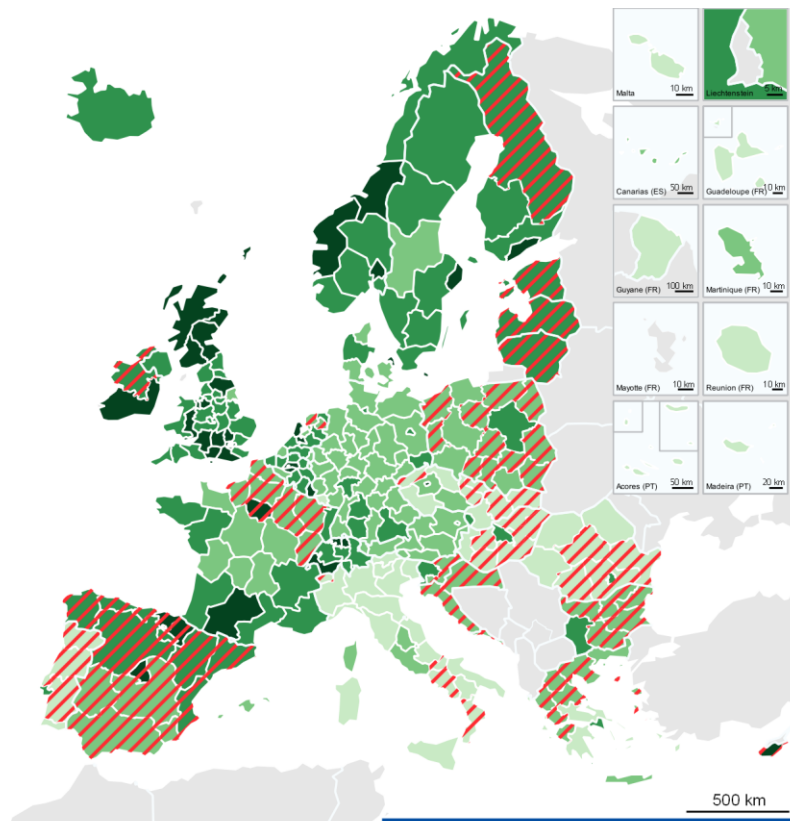 10 km
Malta
5 km
Liechtenstein
50 km
Canarias (ES)
10 km
Guadeloupe (FR)
100 km
Guyane (FR)
10 km
Martinique (FR)
10 km
Mayotte (FR)
10 km
Reunion (FR)
50 km
Acores (PT)
20 km
Madeira (PT)
500 km